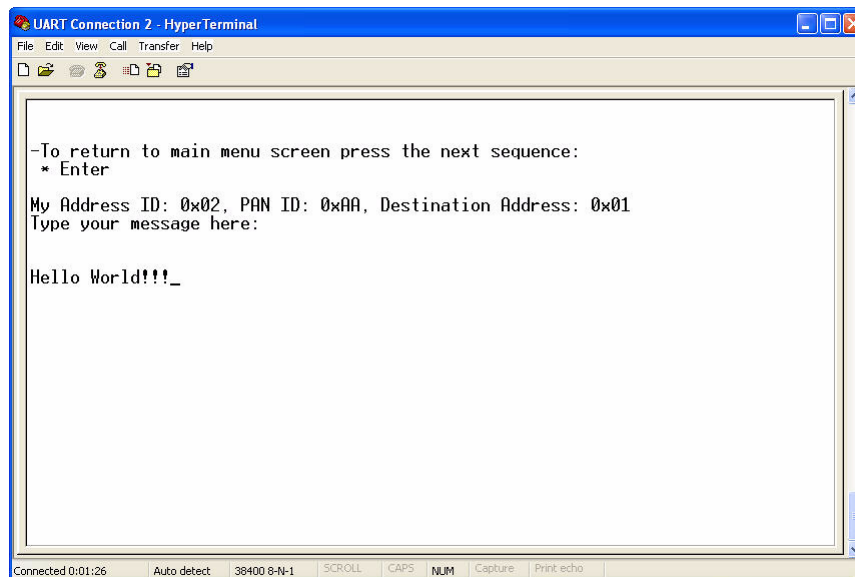 UART Connection 2 - HyperTerminal
File Edit View Call Transfer Help
-To return to main menu screen press the next sequence:
* Enter
My Address ID: 0x02, PAN ID: 0xAA, Destination Address: 0x01
Type your message here:
Hello World!!!_
Connected 0:01:26 Auto detect 38400 8-N-1 SCROLL CAPS NUM Capture Print echo